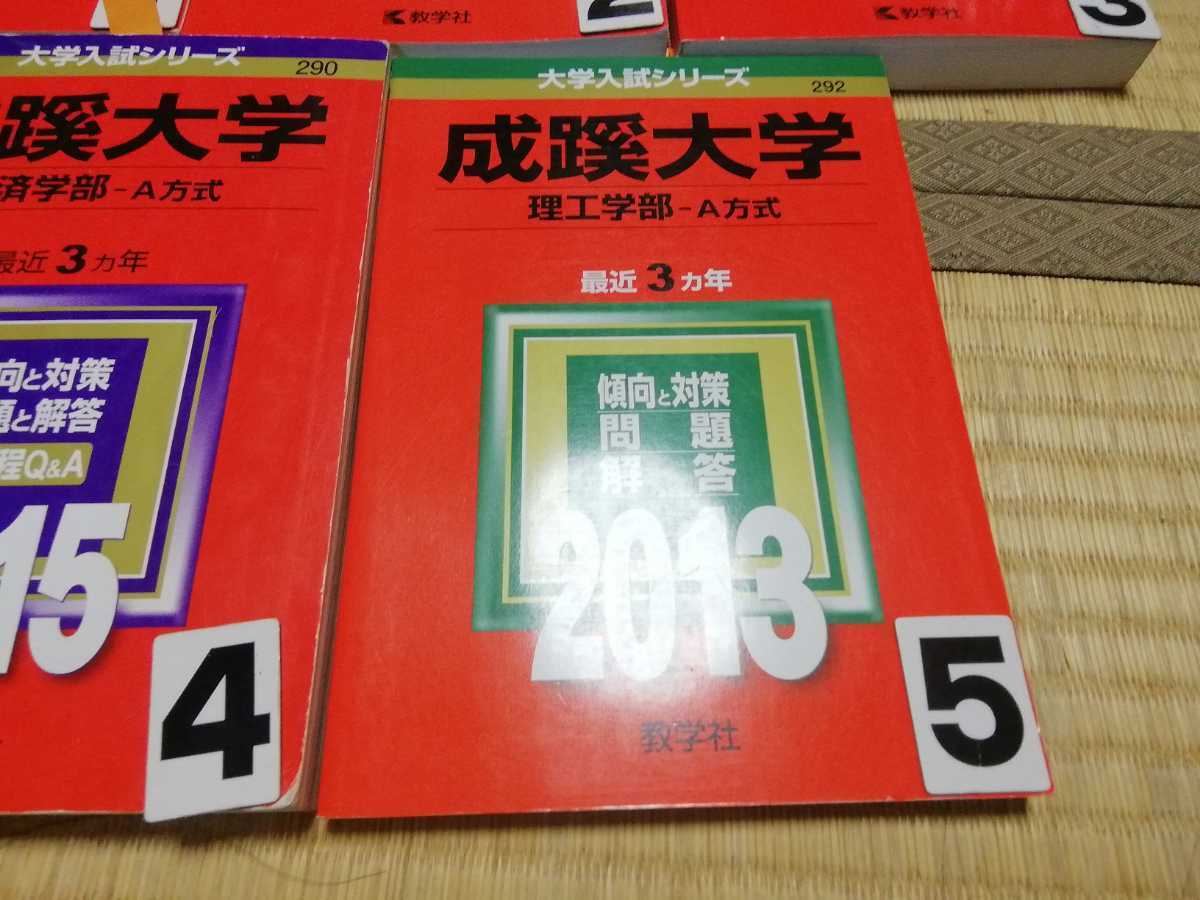 教学社
2
教学社
3
大学入試シリーズ
290
蹊大学
済学部-A方式
最近3カ年
向と対策
題と解答
程Q&A
15
4
大学入試シリーズ
292
成蹊大学
理工学部-A方式
最近3カ年
傾向と対策
問題
解答
2013
教学社
5